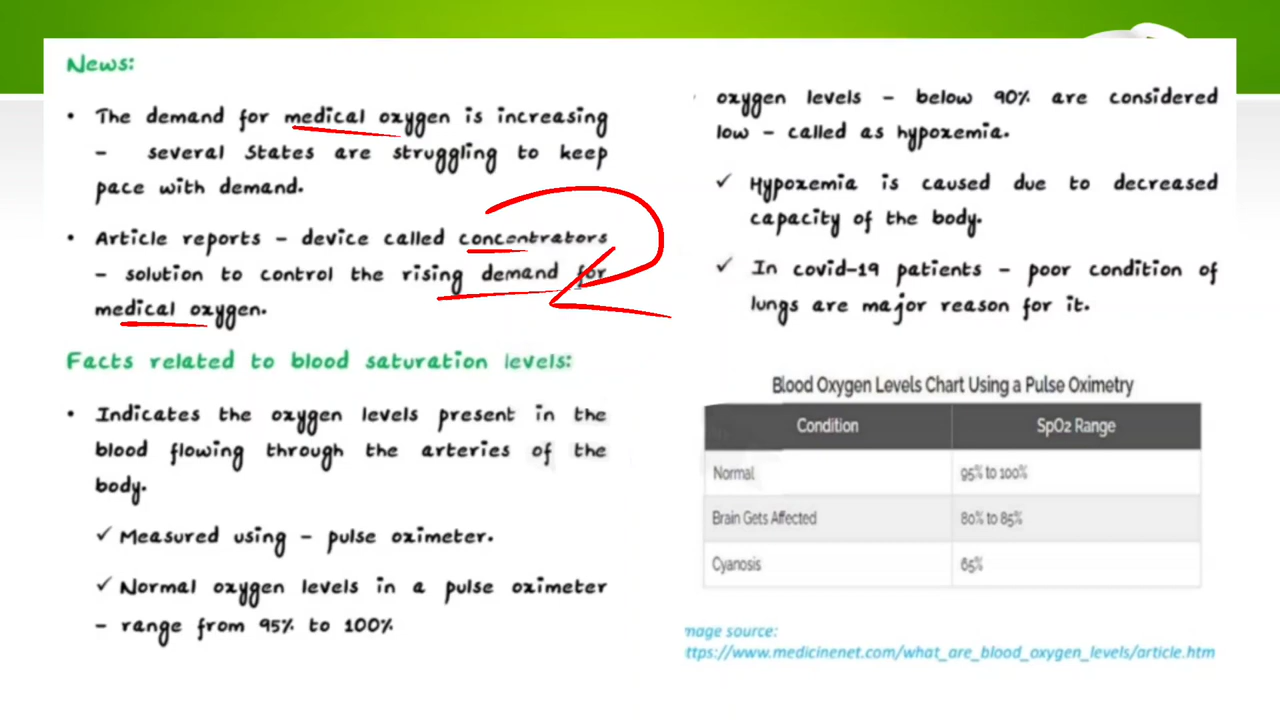 News:
• The demand for medical oxygen is increasing
– several States are struggling to keep
pace with demand.
• Article reports – device called concentrators
– solution to control the rising demand for
medical oxygen.
Facts related to blood saturation levels:
• Indicates the oxygen levels present in the
blood flowing through the arteries of the
body.
✓ Measured using – pulse oximeter.
✓ Normal oxygen levels in a pulse oximeter
– range from 95% to 100%
oxygen levels – below 90% are considered
low – called as hypoxemia.
✓ Hypoxemia is caused due to decreased
capacity of the body.
✓ In covid-19 patients – poor condition of
lungs are major reason for it.
Blood Oxygen Levels Chart Using a Pulse Oximetry
Condition SpO2 Range
Normal 95% to 100%
Brain Gets Affected 80% to 85%
Cyanosis 65%
mage source:
ttps://www.medicinenet.com/what_are_blood_oxygen_levels/article.htm